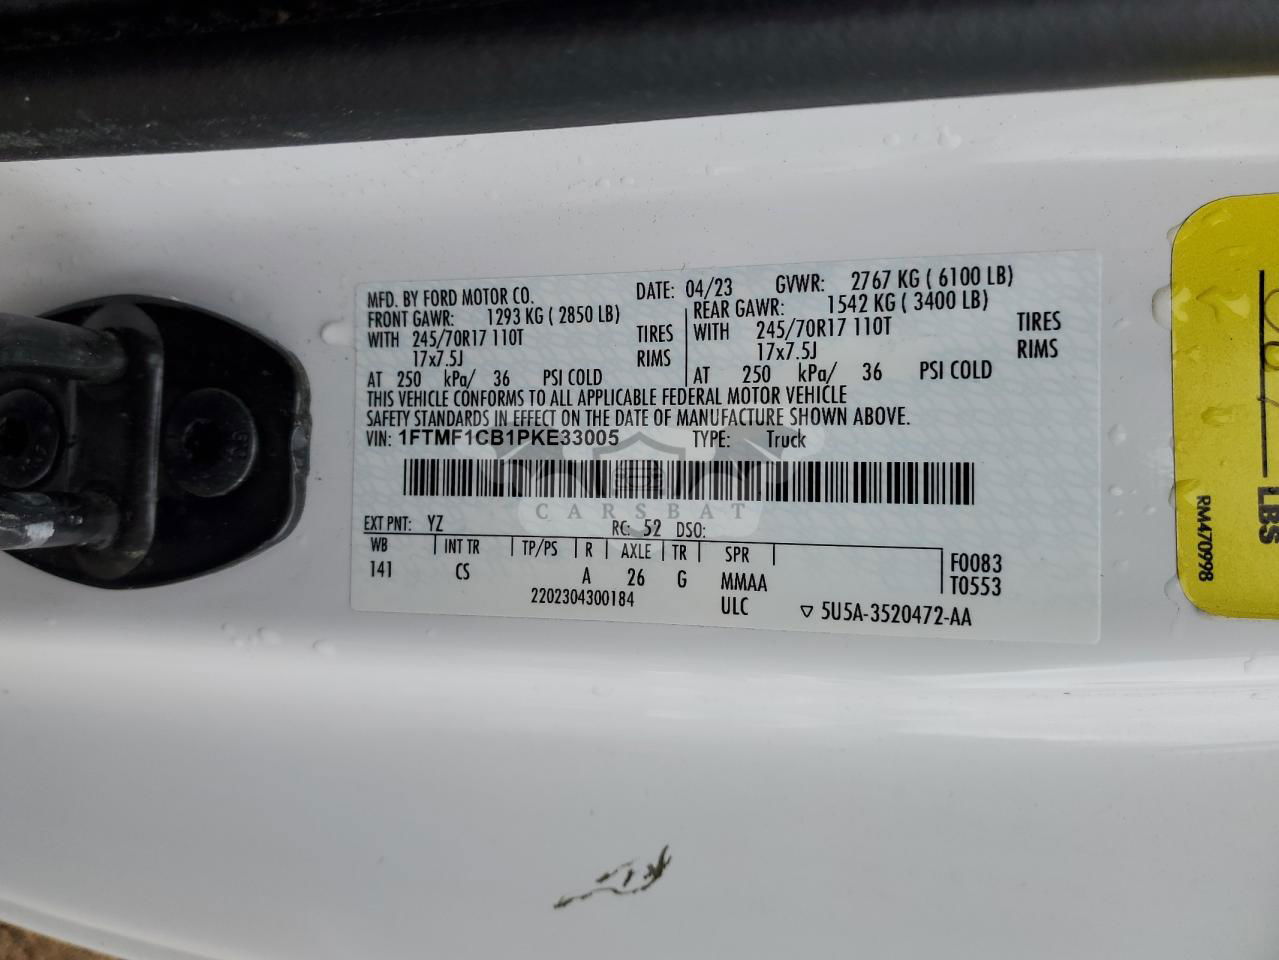 MFD. BY FORD MOTOR CO. DATE: 04/23 GVWR: 2767 KG ( 6100 LB)
FRONT GAWR: 1293 KG ( 2850 LB) REAR GAWR: 1542 KG ( 3400 LB)
WITH 245/70R17 110T TIRES WITH 245/70R17 110T TIRES
17x7.5J RIMS 17x7.5J RIMS
AT 250 kPa/ 36 PSI COLD AT 250 kPa/ 36 PSI COLD
THIS VEHICLE CONFORMS TO ALL APPLICABLE FEDERAL MOTOR VEHICLE
SAFETY STANDARDS IN EFFECT ON THE DATE OF MANUFACTURE SHOWN ABOVE.
VIN: 1FTMF1CB1PKE33005 TYPE: Truck
CARSBAT
EXT PNT: YZ RC: 52 DSO:
WB INT TR TP/PS R AXLE TR SPR F0083
141 CS A 26 G MMAA T0553
2202304300184 ULC ▽ 5U5A-3520472-AA
LBS
RM470998